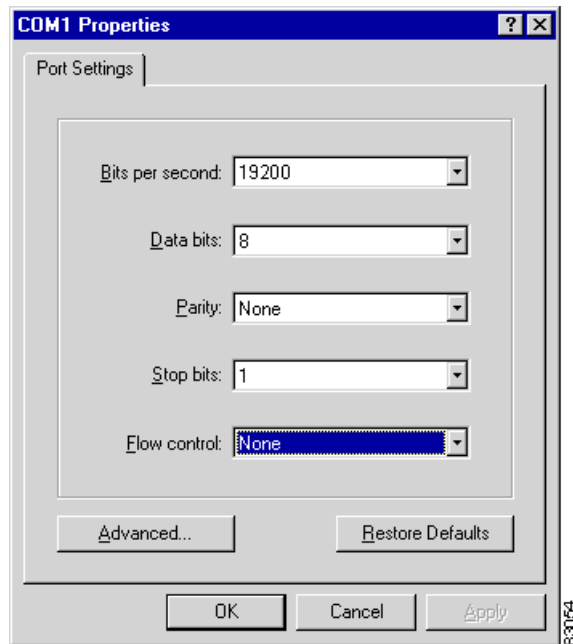 COM1 Properties
Port Settings
Bits per second: 19200
Data bits: 8
Parity: None
Stop bits: 1
Flow control: None
Advanced... Restore Defaults
OK Cancel Apply
33054